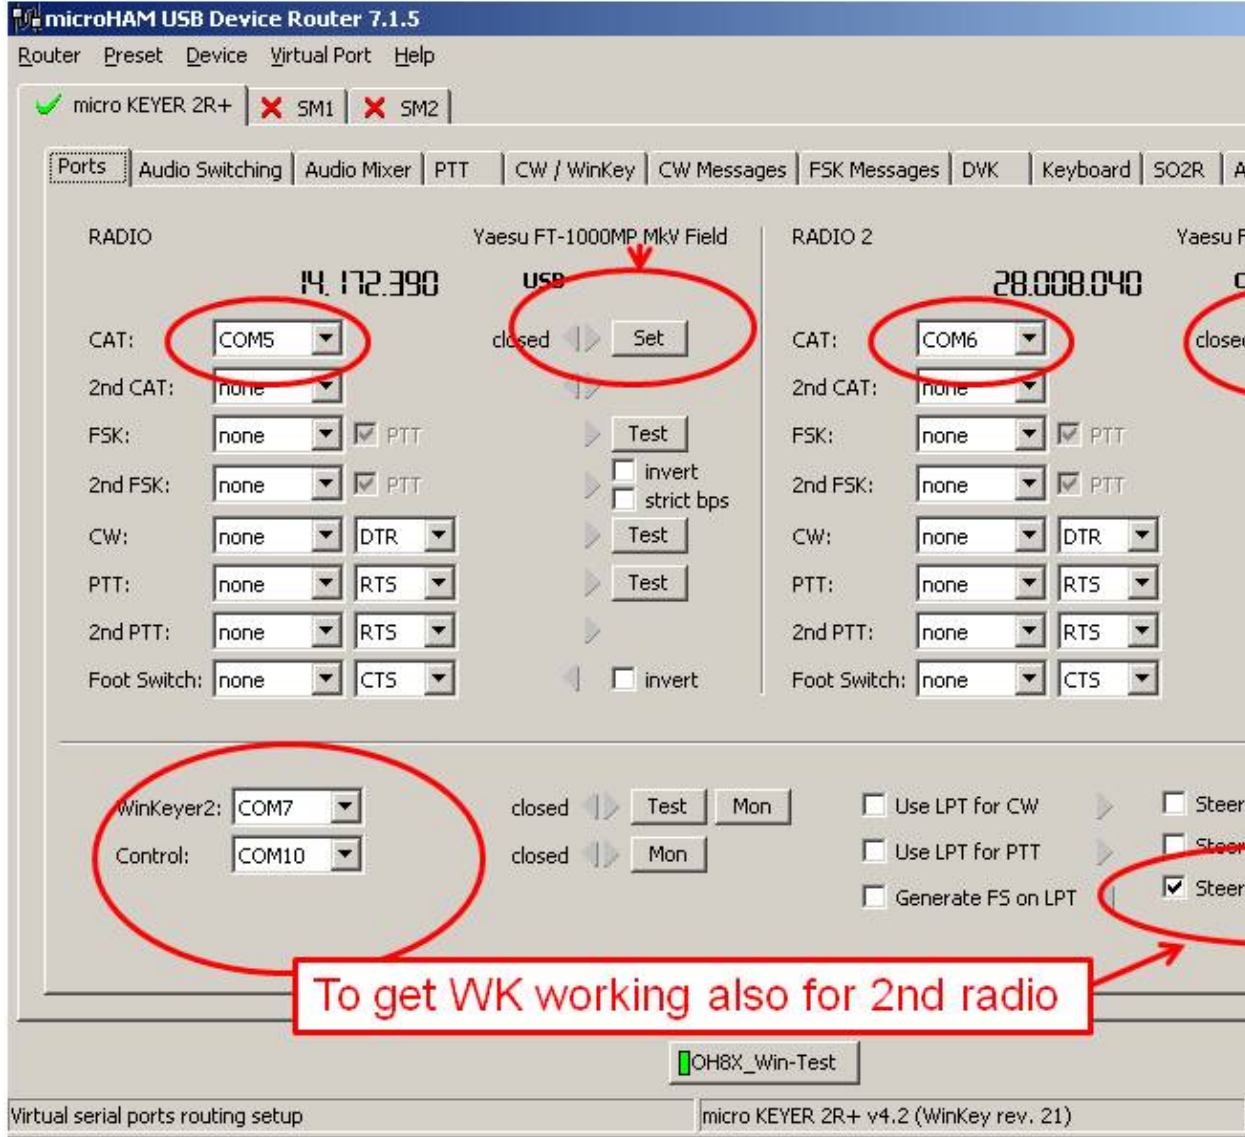 microHAM USB Device Router 7.1.5
Router Preset Device Virtual Port Help
micro KEYER 2R+ SM1 SM2
Ports Audio Switching Audio Mixer PTT CW / WinKey CW Messages FSK Messages DVK Keyboard SO2R A
RADIO Yaesu FT-1000MP MkV Field RADIO 2 Yaesu F
14.172.390 USB 28.008.040 C
CAT: COM5 closed Set CAT: COM6 closed
2nd CAT: none 2nd CAT: none
FSK: none PTT Test FSK: none PTT
2nd FSK: none PTT invert 2nd FSK: none PTT
strict bps
CW: none DTR Test CW: none DTR
PTT: none RTS Test PTT: none RTS
2nd PTT: none RTS 2nd PTT: none RTS
Foot Switch: none CTS invert Foot Switch: none CTS
WinKeyer2: COM7 closed Test Mon Use LPT for CW Steer
Control: COM10 closed Mon Use LPT for PTT Steer
Generate FS on LPT Steer
To get WK working also for 2nd radio
OH8X_Win-Test
Virtual serial ports routing setup micro KEYER 2R+ v4.2 (WinKey rev. 21)